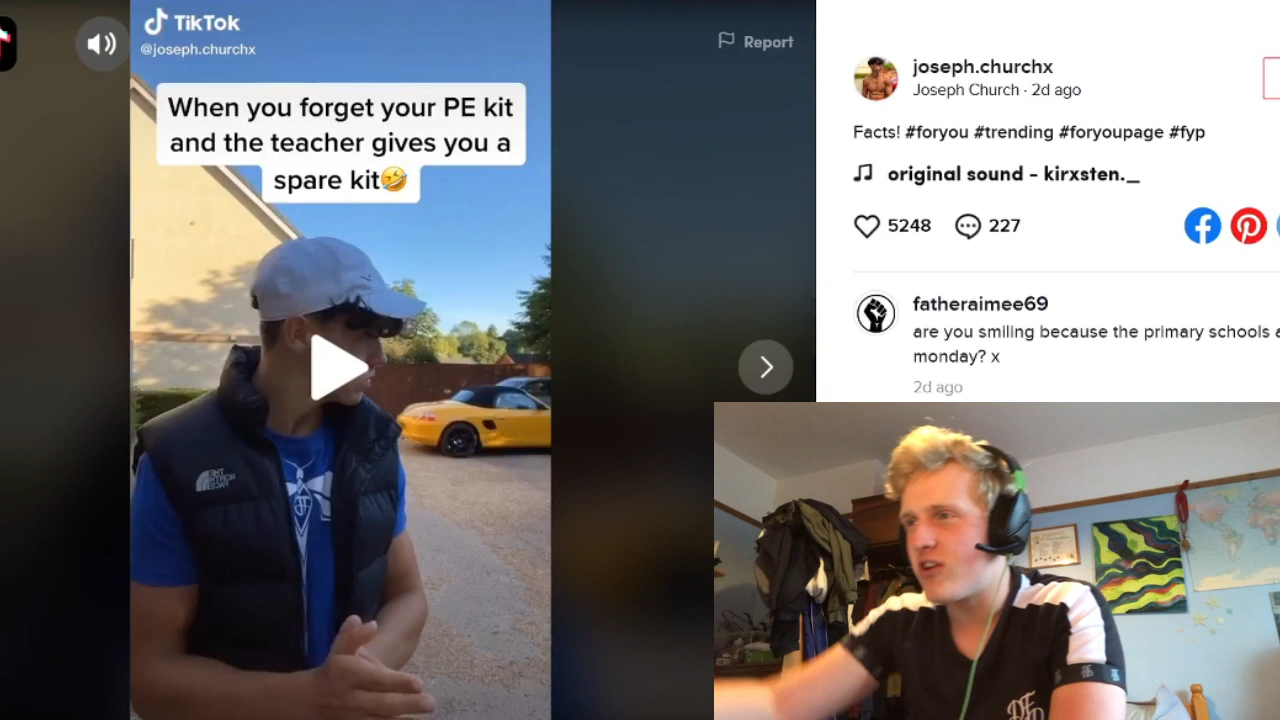 TikTok
@joseph.churchx
Report
When you forget your PE kit
and the teacher gives you a
spare kit🤣
joseph.churchx
Joseph Church · 2d ago
Facts! #foryou #trending #foryoupage #fyp
original sound - kirxsten._
5248
227
fatheraimee69
are you smiling because the primary schools
monday? x
2d ago